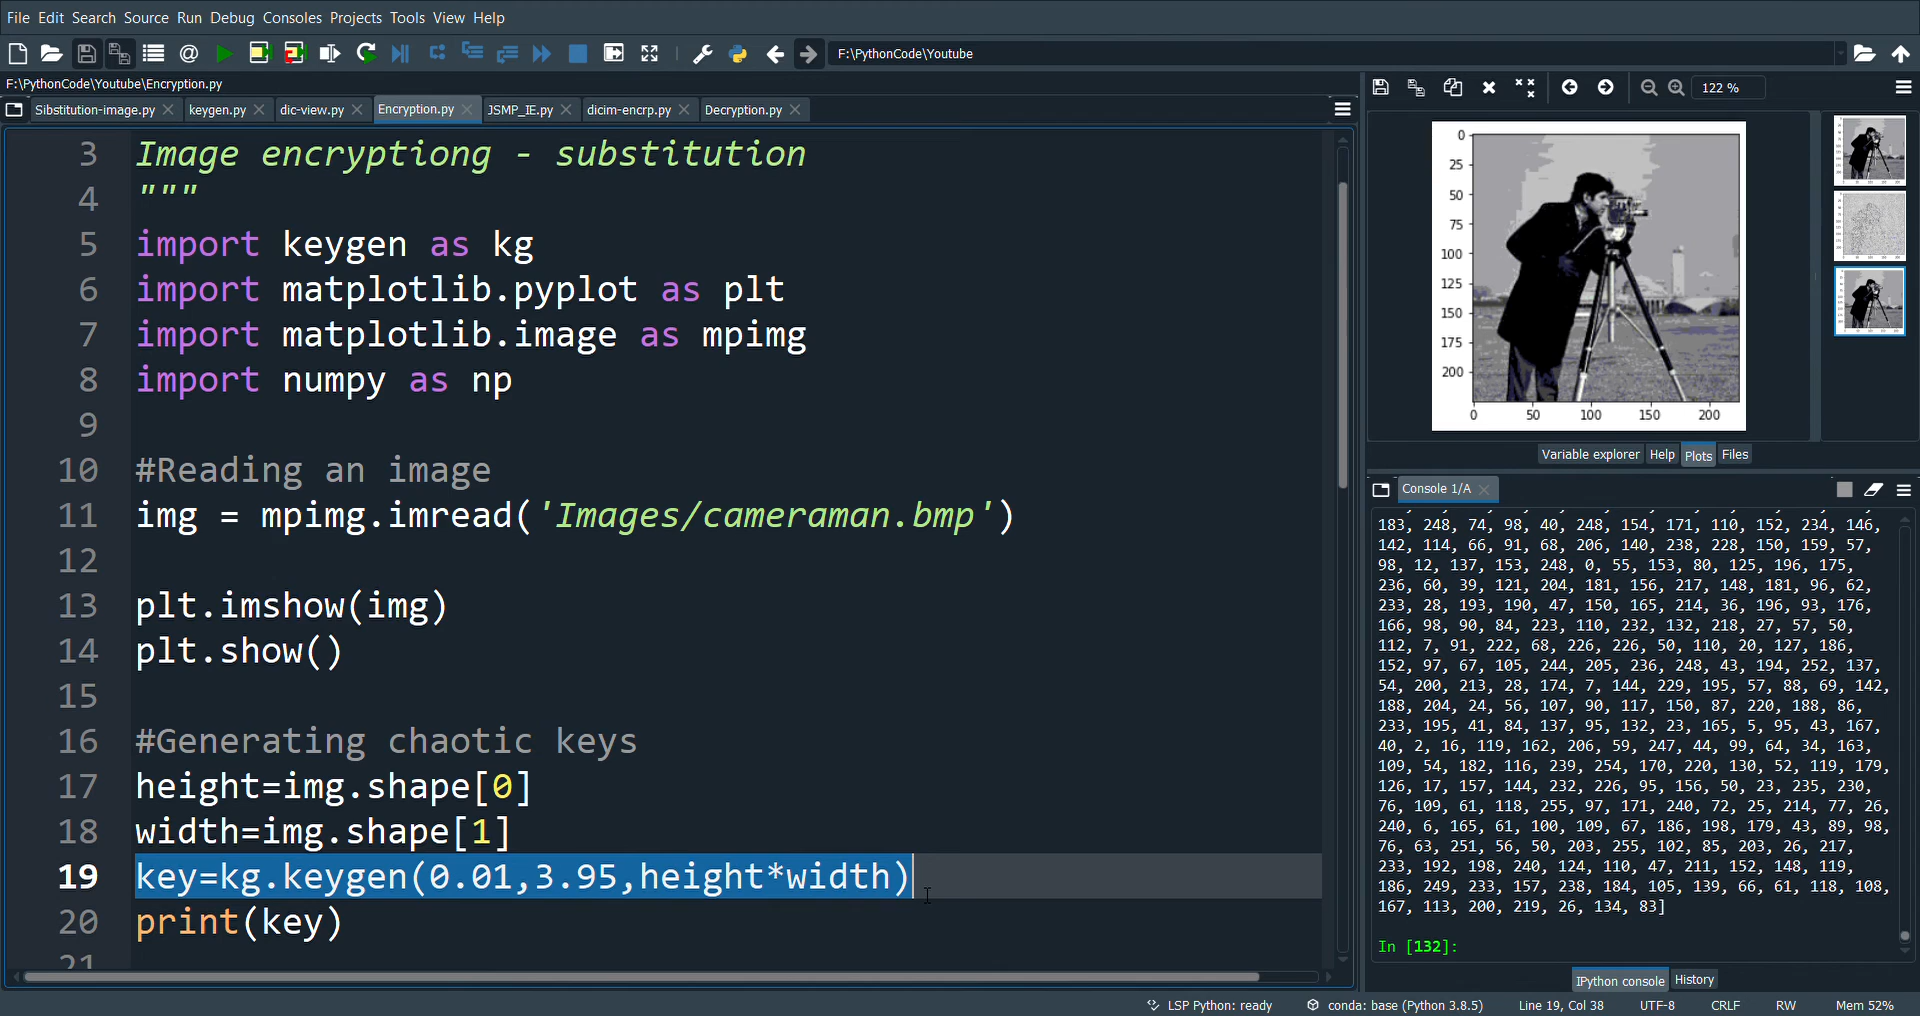 File Edit Search Source Run Debug Consoles Projects Tools View Help
F:\PythonCode\Youtube
F:\PythonCode\Youtube\Encryption.py
Sibstitution-image.py keygen.py dic-view.py Encryption.py JSMP_IE.py dicim-encrp.py Decryption.py
3 Image encryptiong - substitution
4 """
5 import keygen as kg
6 import matplotlib.pyplot as plt
7 import matplotlib.image as mpimg
8 import numpy as np
9
10 #Reading an image
11 img = mpimg.imread('Images/cameraman.bmp')
12
13 plt.imshow(img)
14 plt.show()
15
16 #Generating chaotic keys
17 height=img.shape[0]
18 width=img.shape[1]
19 key=kg.keygen(0.01,3.95,height*width)
20 print(key)
21
122 %
0
25
50
75
100
125
150
175
200
0 50 100 150 200
Variable explorer Help Plots Files
Console 1/A
183, 248, 74, 98, 40, 248, 154, 171, 110, 152, 234, 146,
142, 114, 66, 91, 68, 206, 140, 238, 228, 150, 159, 57,
98, 12, 137, 153, 248, 0, 55, 153, 80, 125, 196, 175,
236, 60, 39, 121, 204, 181, 156, 217, 148, 181, 96, 62,
233, 28, 193, 190, 47, 150, 165, 214, 36, 196, 93, 176,
166, 98, 90, 84, 223, 110, 232, 132, 218, 27, 57, 50,
112, 7, 91, 222, 68, 226, 226, 50, 110, 20, 127, 186,
152, 97, 67, 105, 244, 205, 236, 248, 43, 194, 252, 137,
54, 200, 213, 28, 174, 7, 144, 229, 195, 57, 88, 69, 142,
188, 204, 24, 56, 107, 90, 117, 150, 87, 220, 188, 86,
233, 195, 41, 84, 137, 95, 132, 23, 165, 5, 95, 43, 167,
40, 2, 16, 119, 162, 206, 59, 247, 44, 99, 64, 34, 163,
109, 54, 182, 116, 239, 254, 170, 220, 130, 52, 119, 179,
126, 17, 157, 144, 232, 226, 95, 156, 50, 23, 235, 230,
76, 109, 61, 118, 255, 97, 171, 240, 72, 25, 214, 77, 26,
240, 6, 165, 61, 100, 109, 67, 186, 198, 179, 43, 89, 98,
76, 63, 251, 56, 50, 203, 255, 102, 85, 203, 26, 217,
233, 192, 198, 240, 124, 110, 47, 211, 152, 148, 119,
186, 249, 233, 157, 238, 184, 105, 139, 66, 61, 118, 108,
167, 113, 200, 219, 26, 134, 83]
In [132]:
IPython console History
LSP Python: ready conda: base (Python 3.8.5) Line 19, Col 38 UTF-8 CRLF RW Mem 52%